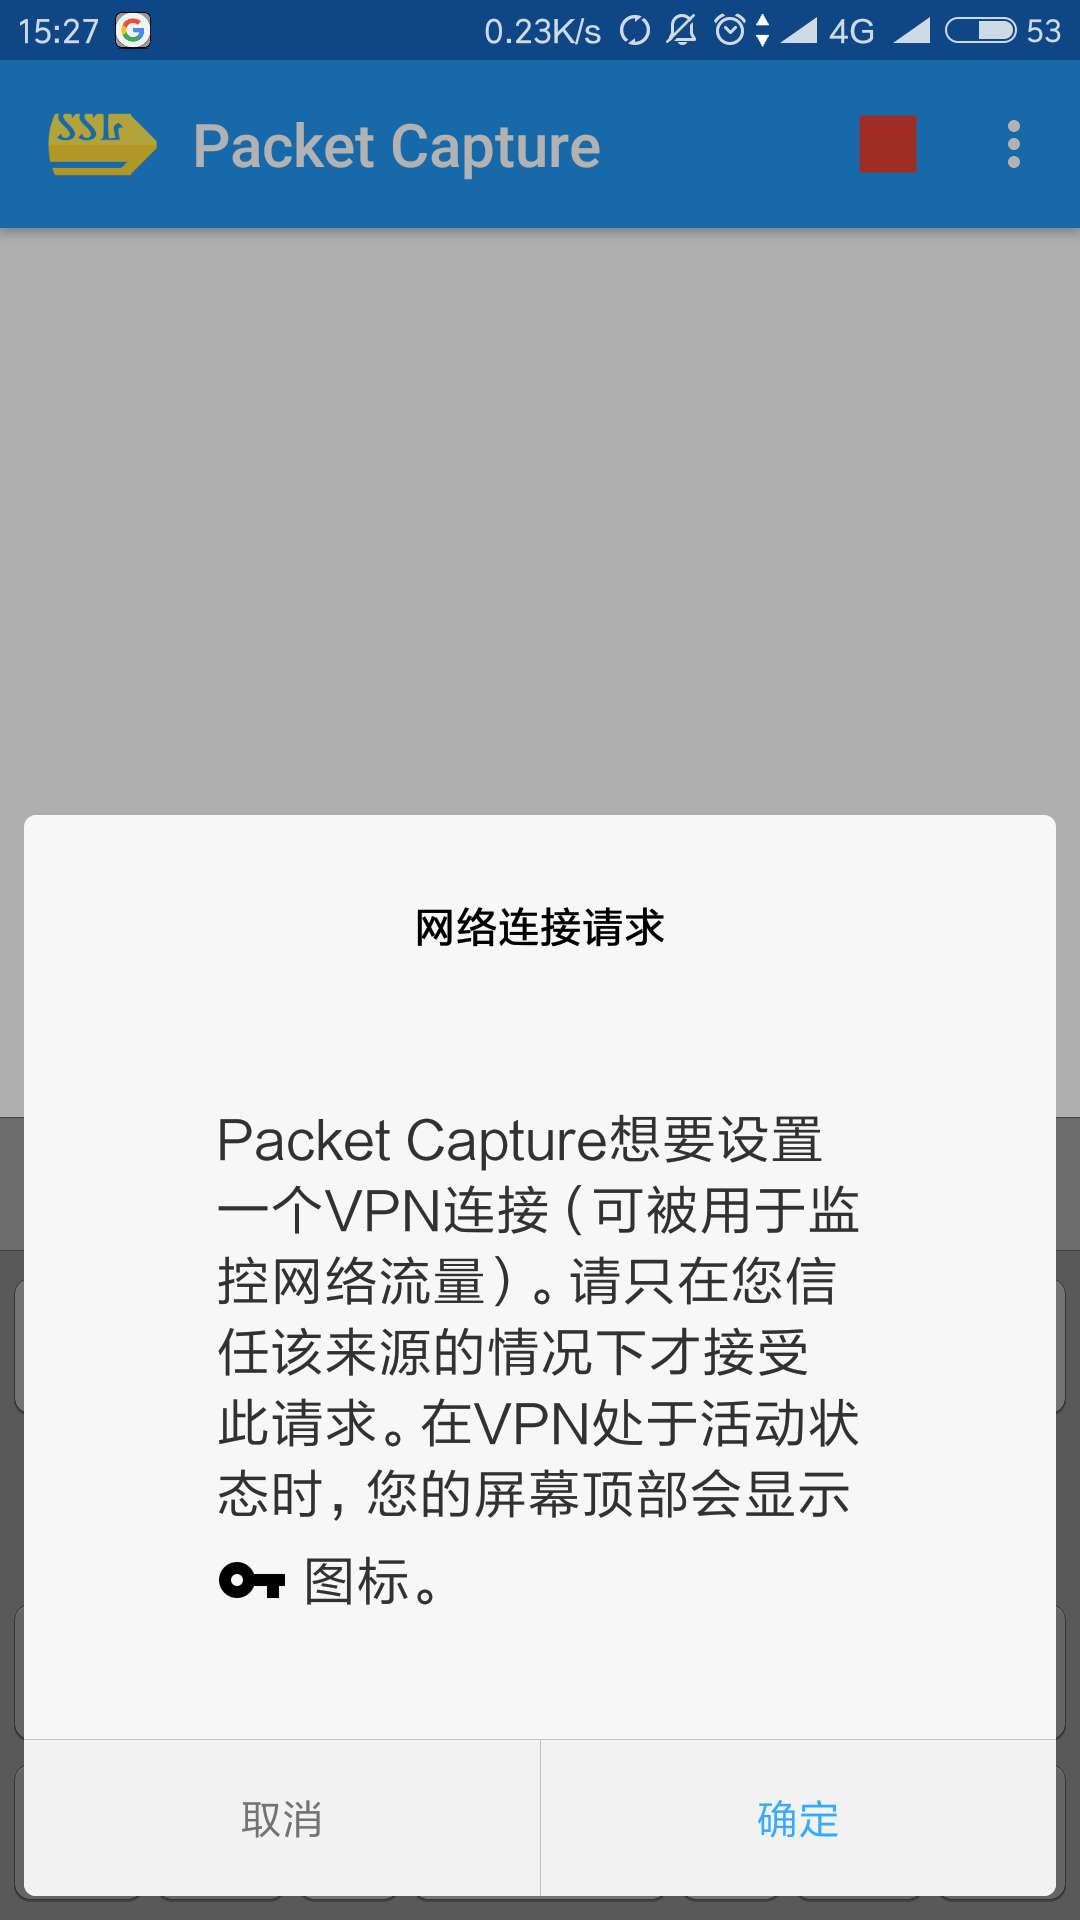 15:27
0.23K/s 4G 53
SSL
Packet Capture
网络连接请求
Packet Capture想要设置
一个VPN连接（可被用于监
控网络流量）。请只在您信
任该来源的情况下才接受
此请求。在VPN处于活动状
态时，您的屏幕顶部会显示
图标。
取消
确定